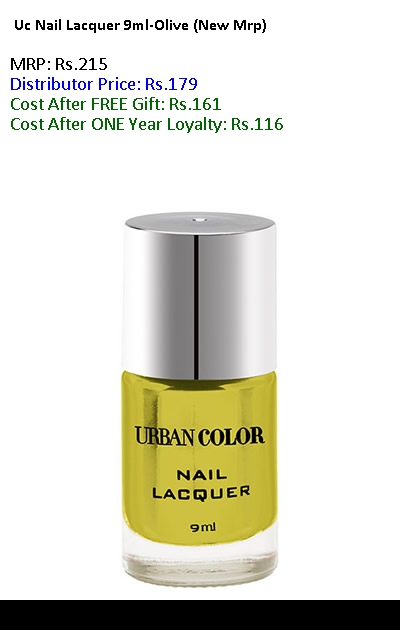 Uc Nail Lacquer 9ml-Olive (New Mrp)
MRP: Rs.215
Distributor Price: Rs.179
Cost After FREE Gift: Rs.161
Cost After ONE Year Loyalty: Rs.116
URBAN COLOR
NAIL
LACQUER
9ml